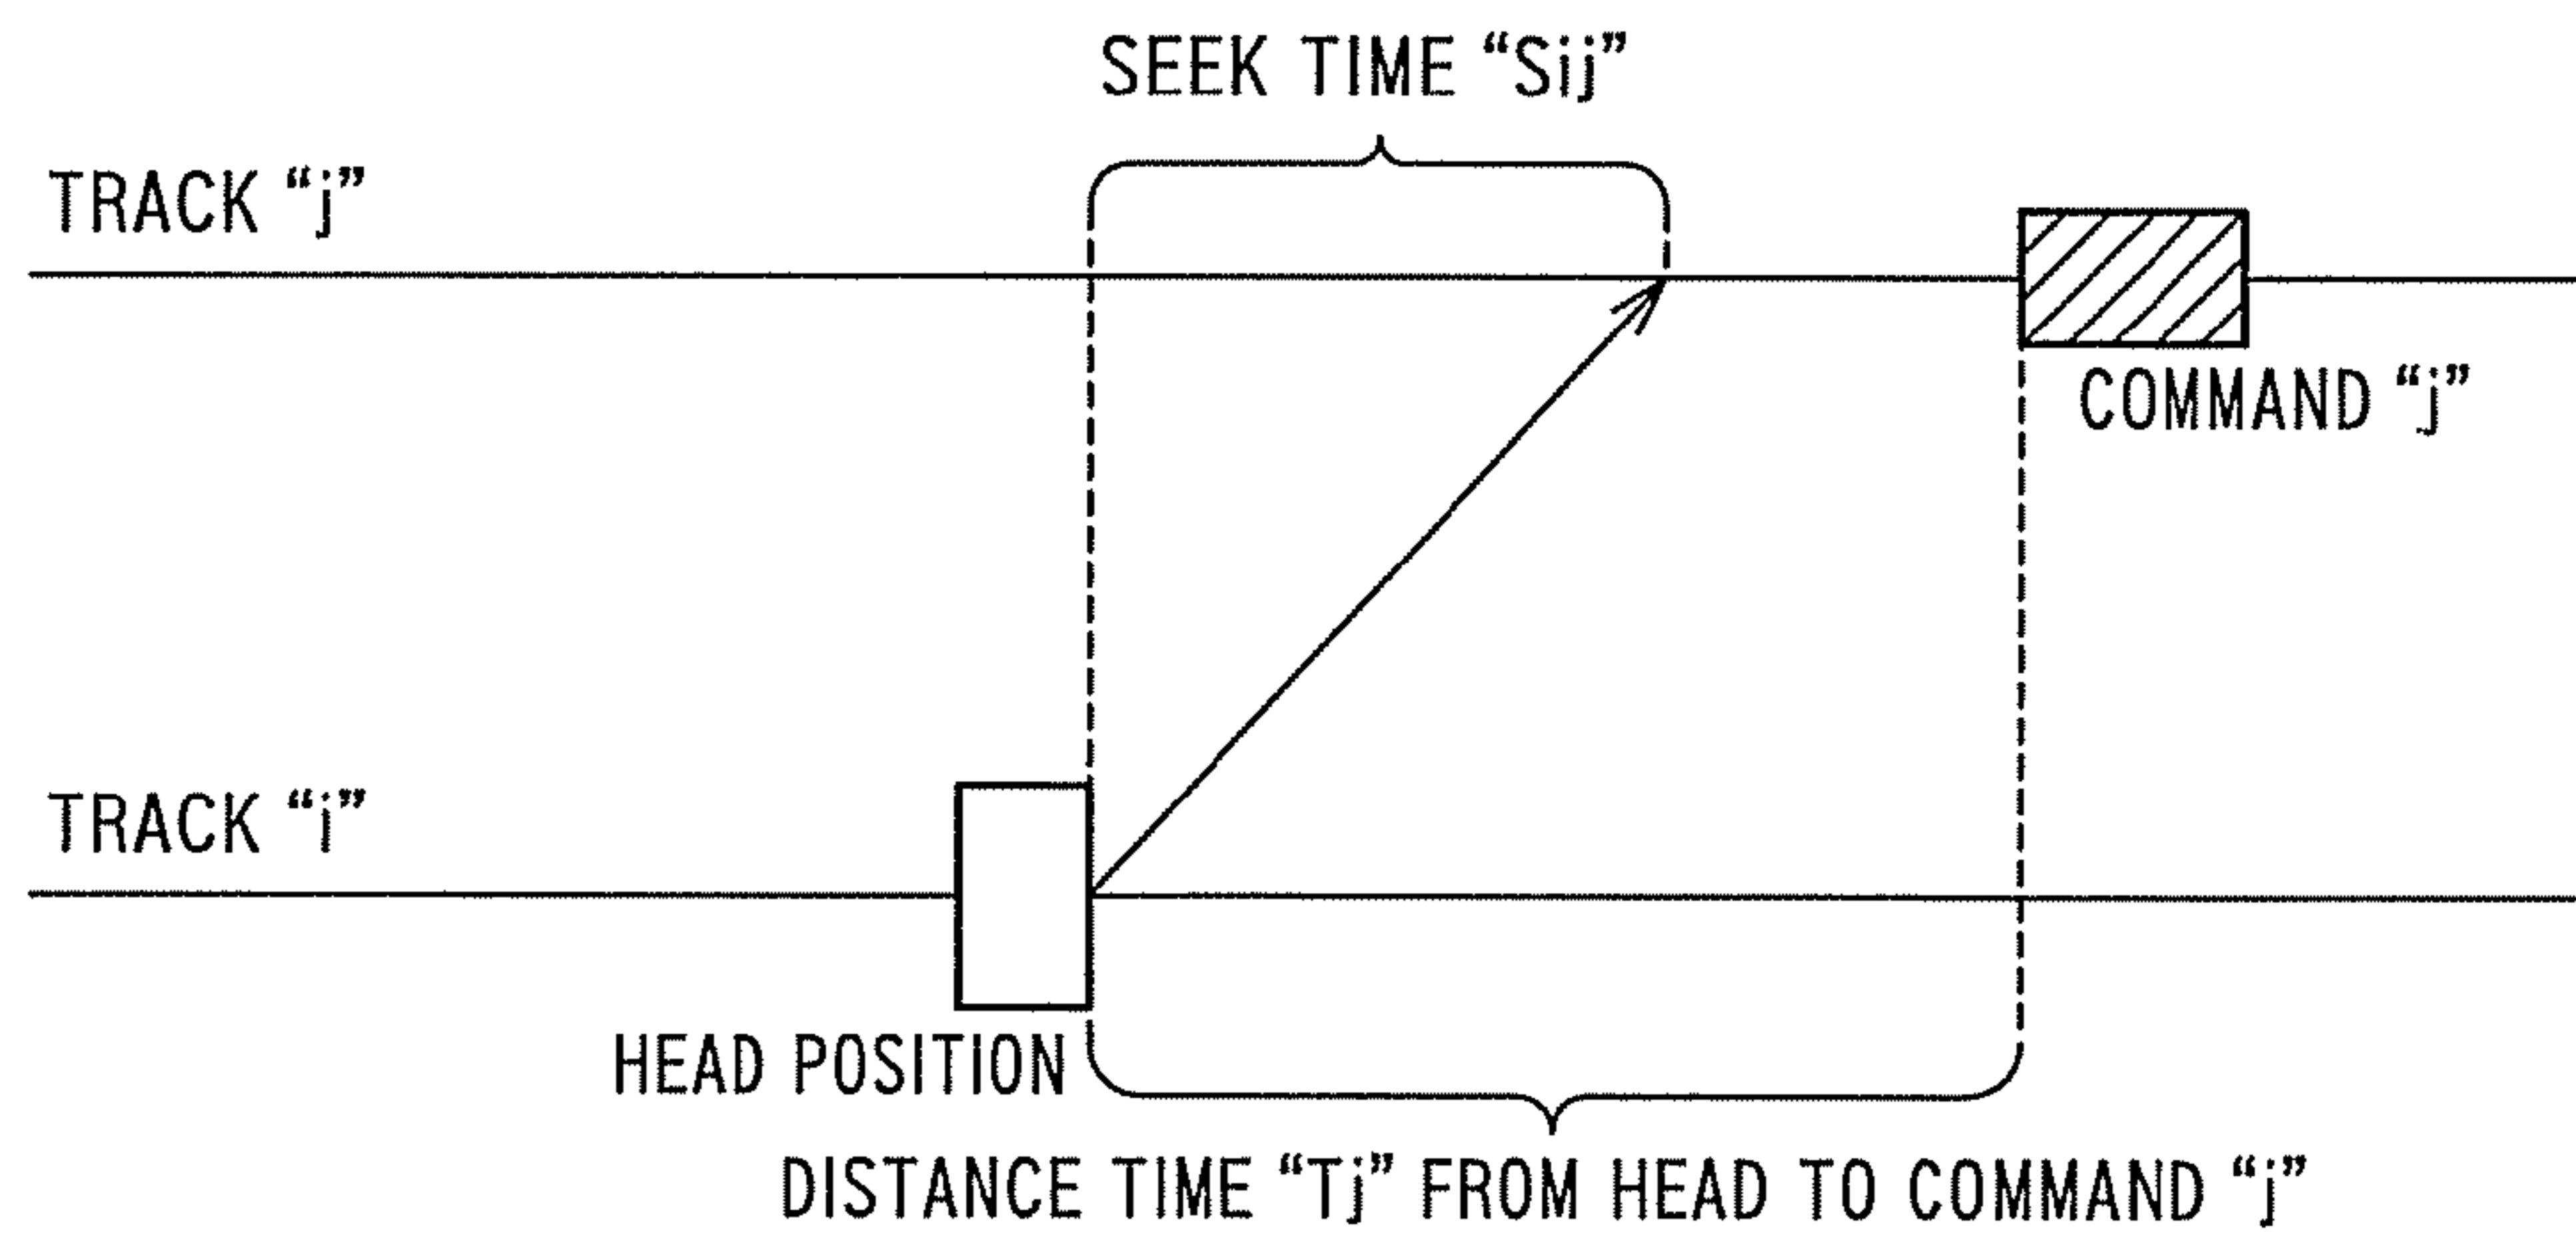 SEEK TIME “Sij”
TRACK “j”
COMMAND “j”
TRACK “i”
HEAD POSITION
DISTANCE TIME “Tj” FROM HEAD TO COMMAND “j”